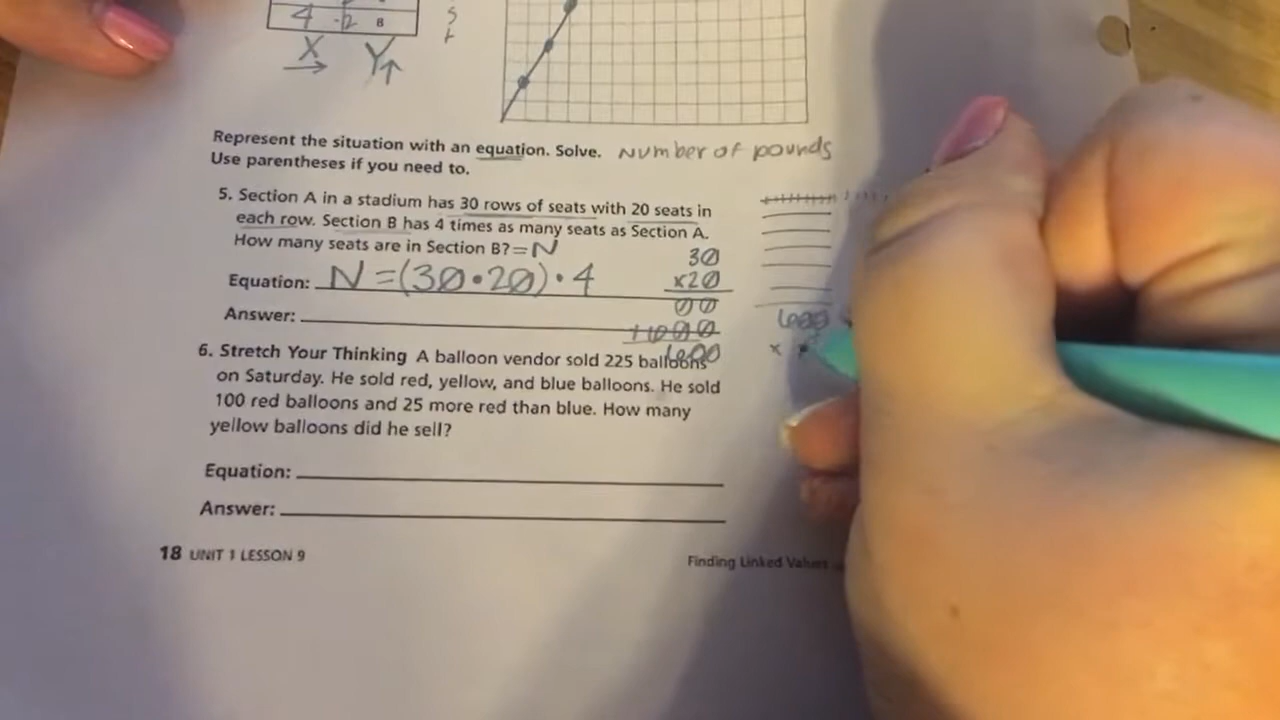 4 -2 8
X Y
Represent the situation with an equation. Solve. Number of pounds
Use parentheses if you need to.
5. Section A in a stadium has 30 rows of seats with 20 seats in
each row. Section B has 4 times as many seats as Section A.
How many seats are in Section B? = N
30
Equation: N = (30•20)•4
x20
00
Answer:
+600
600
600
x
6. Stretch Your Thinking A balloon vendor sold 225 balloons
on Saturday. He sold red, yellow, and blue balloons. He sold
100 red balloons and 25 more red than blue. How many
yellow balloons did he sell?
Equation:
Answer:
18 UNIT 1 LESSON 9
Finding Linked Values